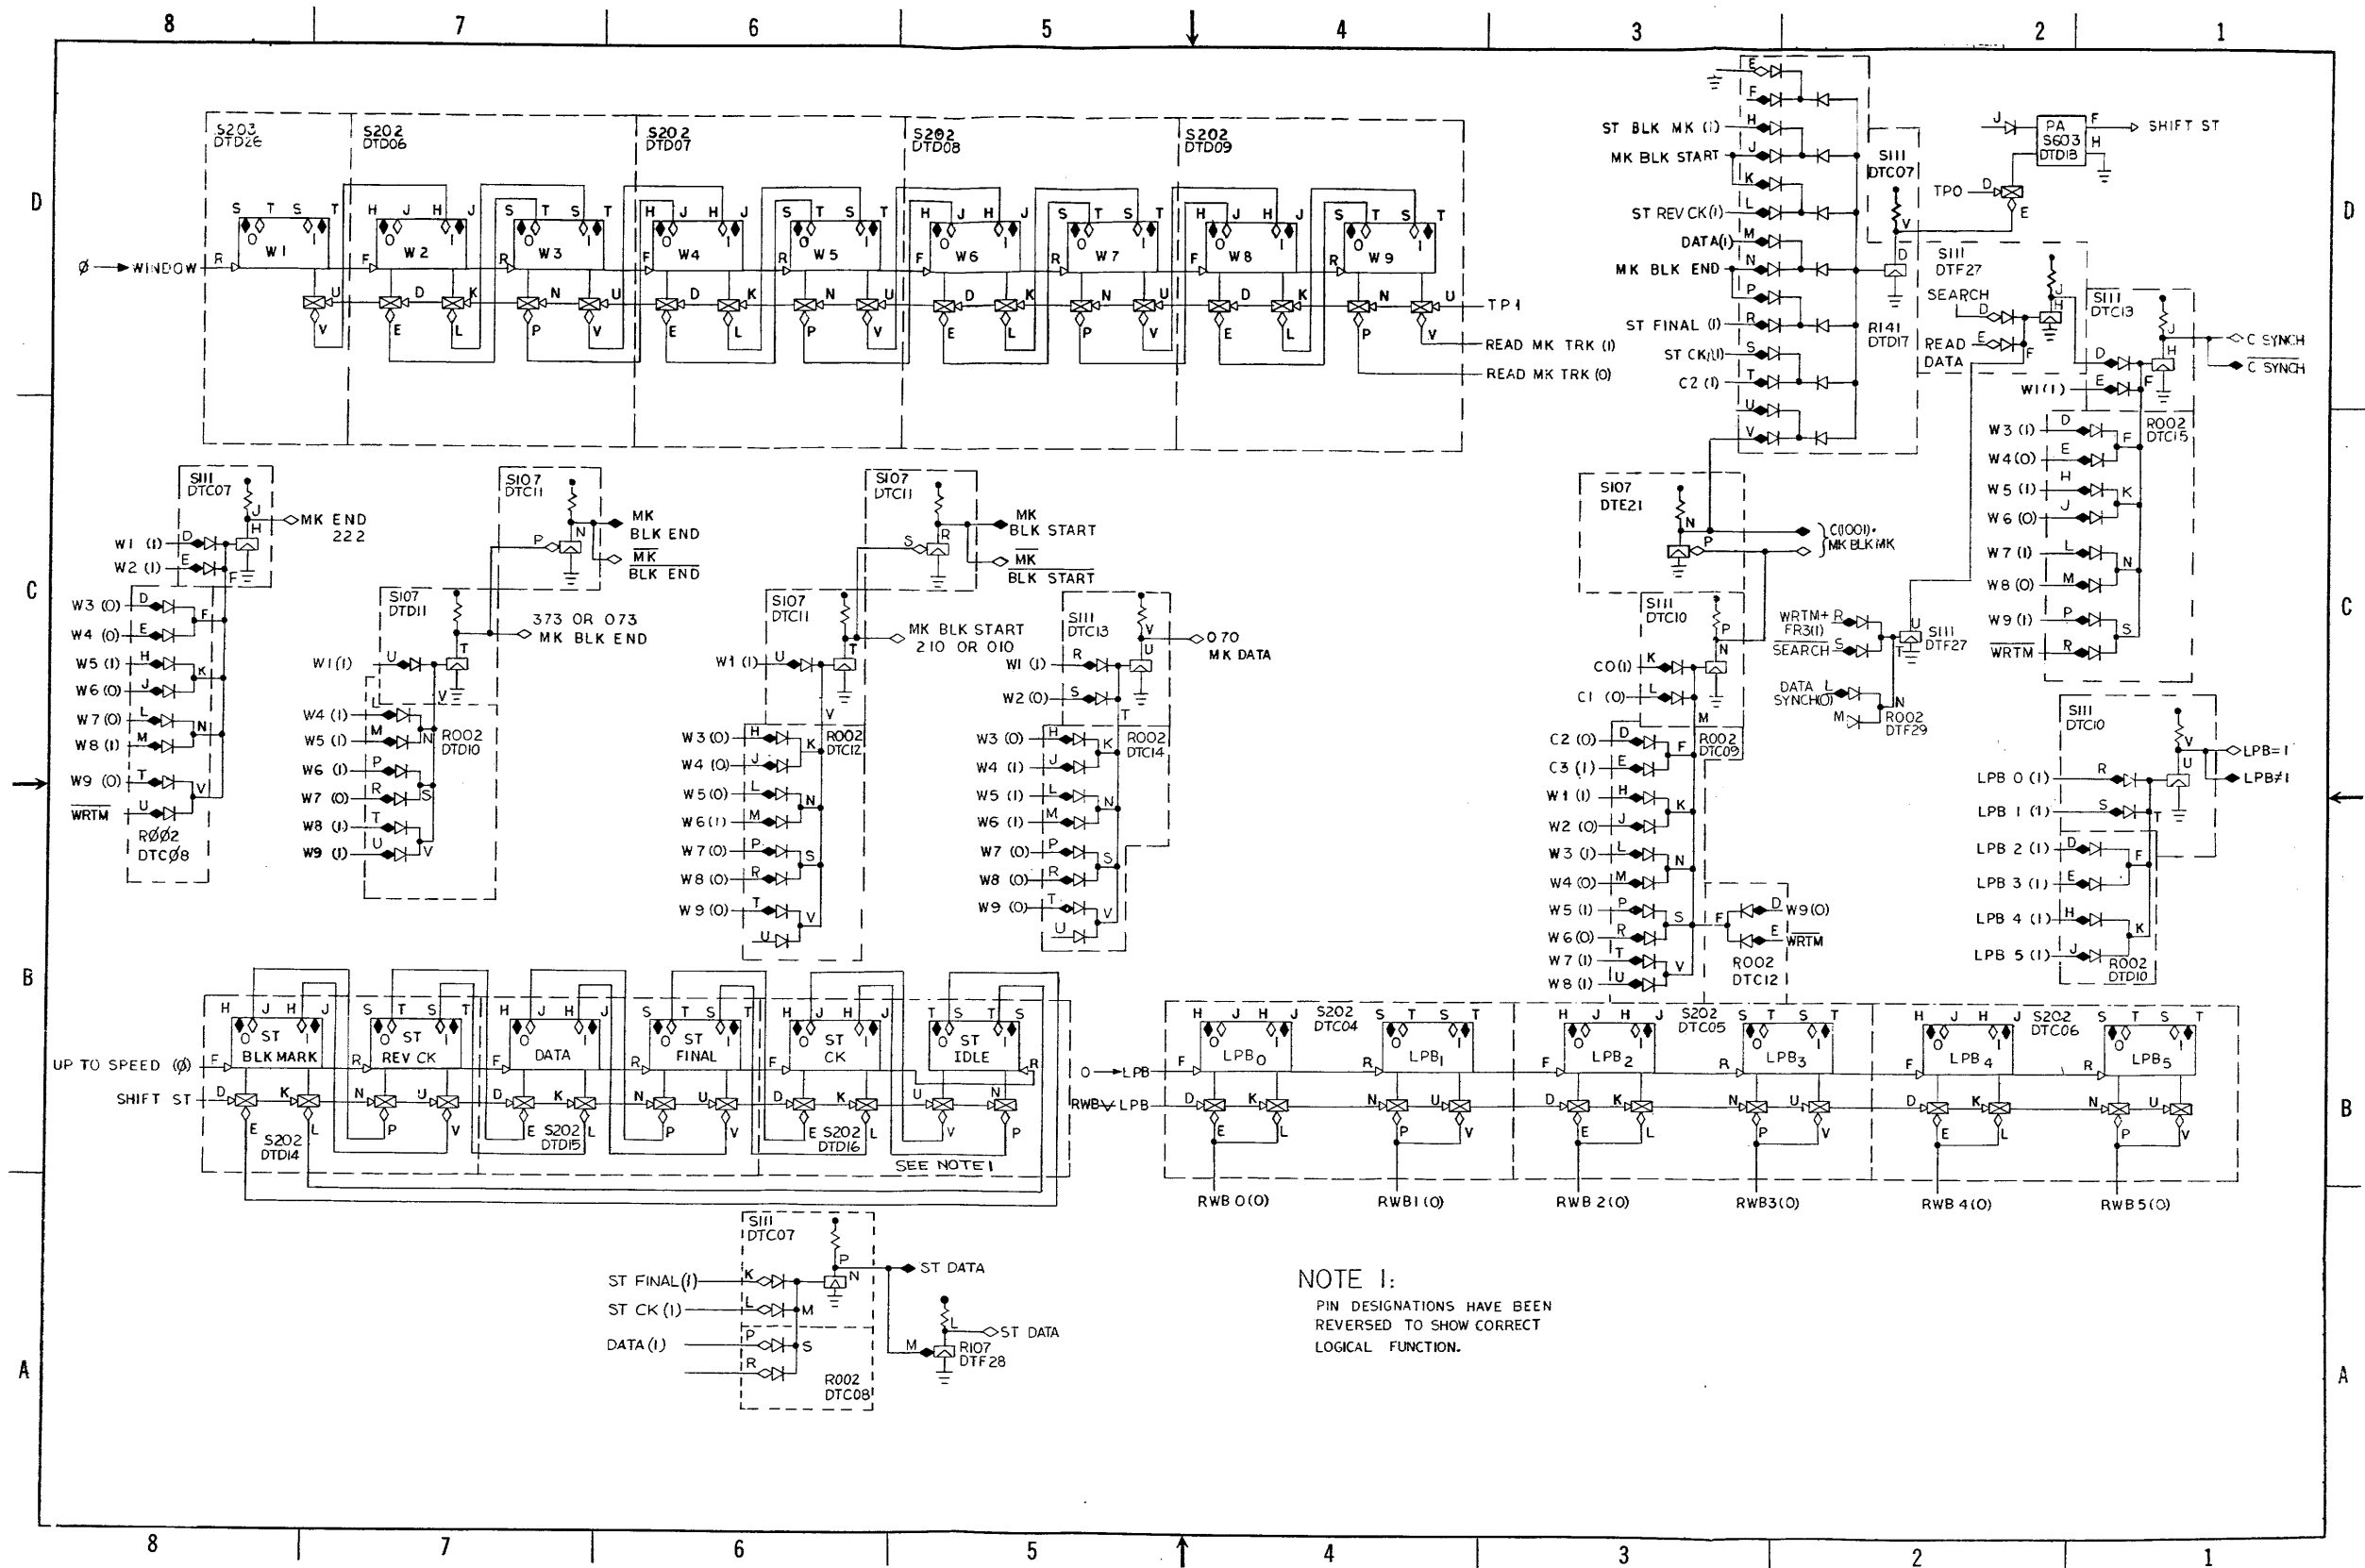 8 7 6 5 4 3 2 1
D
S203
DTD26
S202
DTD06
S202
DTD07
S202
DTD08
S202
DTD09
S T S T
H J H J
S T S T
H J H J
S T S T
H J H J
S T S T
H J H J
S T S T
0 1
W1
W2
W3
W4
W5
W6
W7
W8
W9
Ø → WINDOW
R F R F R F R F R
U D K N U D K N U D K N U D K N U
TP1
V E L P V E L P V E L P V E L P V
READ MK TRK (1)
READ MK TRK (0)
E
F
ST BLK MK (1) H
MK BLK START J
K
ST REV CK (1) L
DATA(1) M
MK BLK END N
P
ST FINAL (1) R
ST CK (1) S
C2 (1) T
U
V
R141
DTD17
S111
DTC07
V
D
J
PA
S603
DTD13
F SHIFT ST
H
TPO D
E
S111
DTF27
SEARCH D
READ E
DATA
F
J
H
S111
DTC13
J
H
C SYNCH
C SYNCH
D
W1(1) E
F
D
R002
DTC15
W3 (1) D
W4(0) E
F
W5 (1) H
W6 (0) J
K
W7 (1) L
W8 (0) M
N
W9 (1) P
WRTM R
S
C
S111
DTC07
J
H
MK END
222
W1 (1) D
W2 (1) E
F
W3 (0) D
W4 (0) E
F
W5 (1) H
W6 (0) J
K
W7 (0) L
W8 (1) M
N
W9 (0) T
WRTM U
V
RØØ2
DTCØ8
S107
DTC11
N
P
MK
BLK END
MK
BLK END
S107
DTD11
373 OR 073
MK BLK END
T
W1(1) U
V
W4 (1) L
W5 (1) M
N
R002
DTD10
W6 (1) P
W7 (0) R
S
W8 (1) T
W9 (1) U
V
S107
DTC11
R
S
MK
BLK START
MK
BLK START
S107
DTC11
MK BLK START
210 OR 010
T
W1 (1) U
V
R002
DTC12
W3(0) H
W4 (0) J
K
W5(0) L
W6(1) M
N
W7 (0) P
W8 (0) R
S
W9 (0) T
U
V
S111
DTC13
V
U
070
MK DATA
W1 (1) R
W2(0) S
T
R002
DTC14
W3 (0) H
W4 (1) J
K
W5 (1) L
W6 (1) M
N
W7 (0) P
W8 (0) R
S
W9 (0) T
U
V
S107
DTE21
N
P
C(1001)•
MK BLK MK
S111
DTC10
P
N
C0(1) K
C1 (0) L
M
R002
DTC09
C2(0) D
C3(1) E
F
W1 (1) H
W2 (0) J
K
W3 (1) L
W4 (0) M
N
W5 (1) P
W6(0) R
S
W7 (1) T
W8 (1) U
V
F
D W9(0)
E WRTM
R002
DTC12
WRTM+ R
FR3(1)
SEARCH S
U
T
S111
DTF27
DATA L
SYNCH(0)
M
N
R002
DTF29
S111
DTC10
V
U
LPB=1
LPB≠1
LPB 0 (1) R
LPB 1 (1) S
T
LPB 2 (1) D
LPB 3 (1) E
F
LPB 4 (1) H
LPB 5 (1) J
K
R002
DTD10
C
B
H J H J
S T S T
H J H J
S T S T
H J H J
T S T S
0 1
ST
BLK MARK
ST
REV CK
DATA
ST
FINAL
ST
CK
ST
IDLE
UP TO SPEED (Ø) F
R F R F R
SHIFT ST D K N U D K N U D K U N
E L P V E L P V E L V P
S202
DTD14
S202
DTD15
S202
DTD16
SEE NOTE 1
S202
DTC04
S202
DTC05
S202
DTC06
H J H J
S T S T
H J H J
S T S T
H J H J
S T S T
LPB0
LPB1
LPB2
LPB3
LPB4
LPB5
0 → LPB F R F R F R
RWB∨LPB D K N U D K N U D K N U
E L P V E L P V E L P V
RWB 0(0)
RWB1(0)
RWB 2(0)
RWB3(0)
RWB 4(0)
RWB 5(0)
B
S111
DTC07
P
N
ST DATA
ST FINAL(1) K
ST CK (1) L
M
DATA (1) P
R
S
R002
DTC08
L
ST DATA
M
R107
DTF28
NOTE 1:
PIN DESIGNATIONS HAVE BEEN
REVERSED TO SHOW CORRECT
LOGICAL FUNCTION.
A
A
8 7 6 5 4 3 2 1